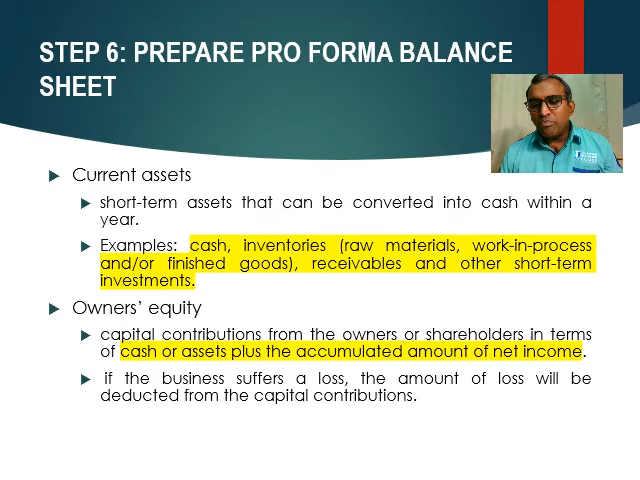 STEP 6: PREPARE PRO FORMA BALANCE
SHEET
Current assets
short-term assets that can be converted into cash within a
year.
Examples: cash, inventories (raw materials, work-in-process
and/or finished goods), receivables and other short-term
investments.
Owners’ equity
capital contributions from the owners or shareholders in terms
of cash or assets plus the accumulated amount of net income.
if the business suffers a loss, the amount of loss will be
deducted from the capital contributions.